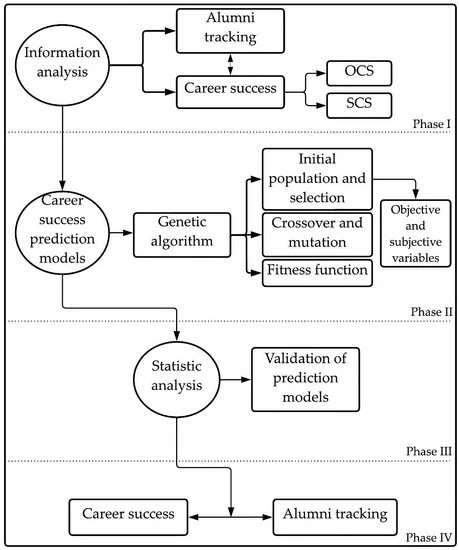 Information
analysis
Alumni
tracking
Career success
OCS
SCS
Phase I
Career
success
prediction
models
Genetic
algorithm
Initial
population and
selection
Crossover and
mutation
Fitness function
Objective
and
subjective
variables
Phase II
Statistic
analysis
Validation of
prediction
models
Phase III
Career success
Alumni tracking
Phase IV